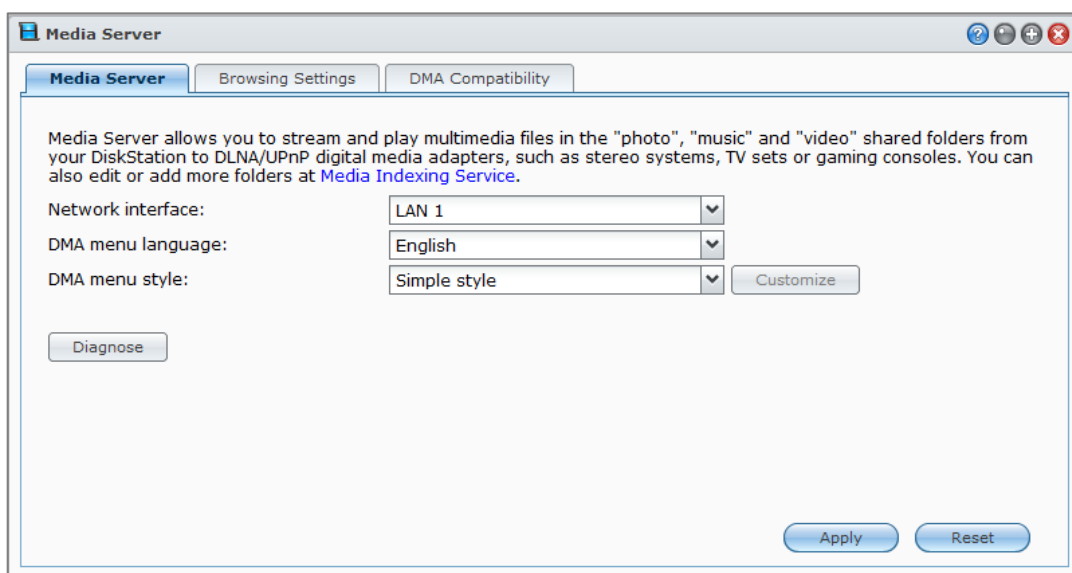 Media Server
Media Server
Browsing Settings
DMA Compatibility
Media Server allows you to stream and play multimedia files in the "photo", "music" and "video" shared folders from
your DiskStation to DLNA/UPnP digital media adapters, such as stereo systems, TV sets or gaming consoles. You can
also edit or add more folders at Media Indexing Service.
Network interface: LAN 1
DMA menu language: English
DMA menu style: Simple style Customize
Diagnose
Apply Reset